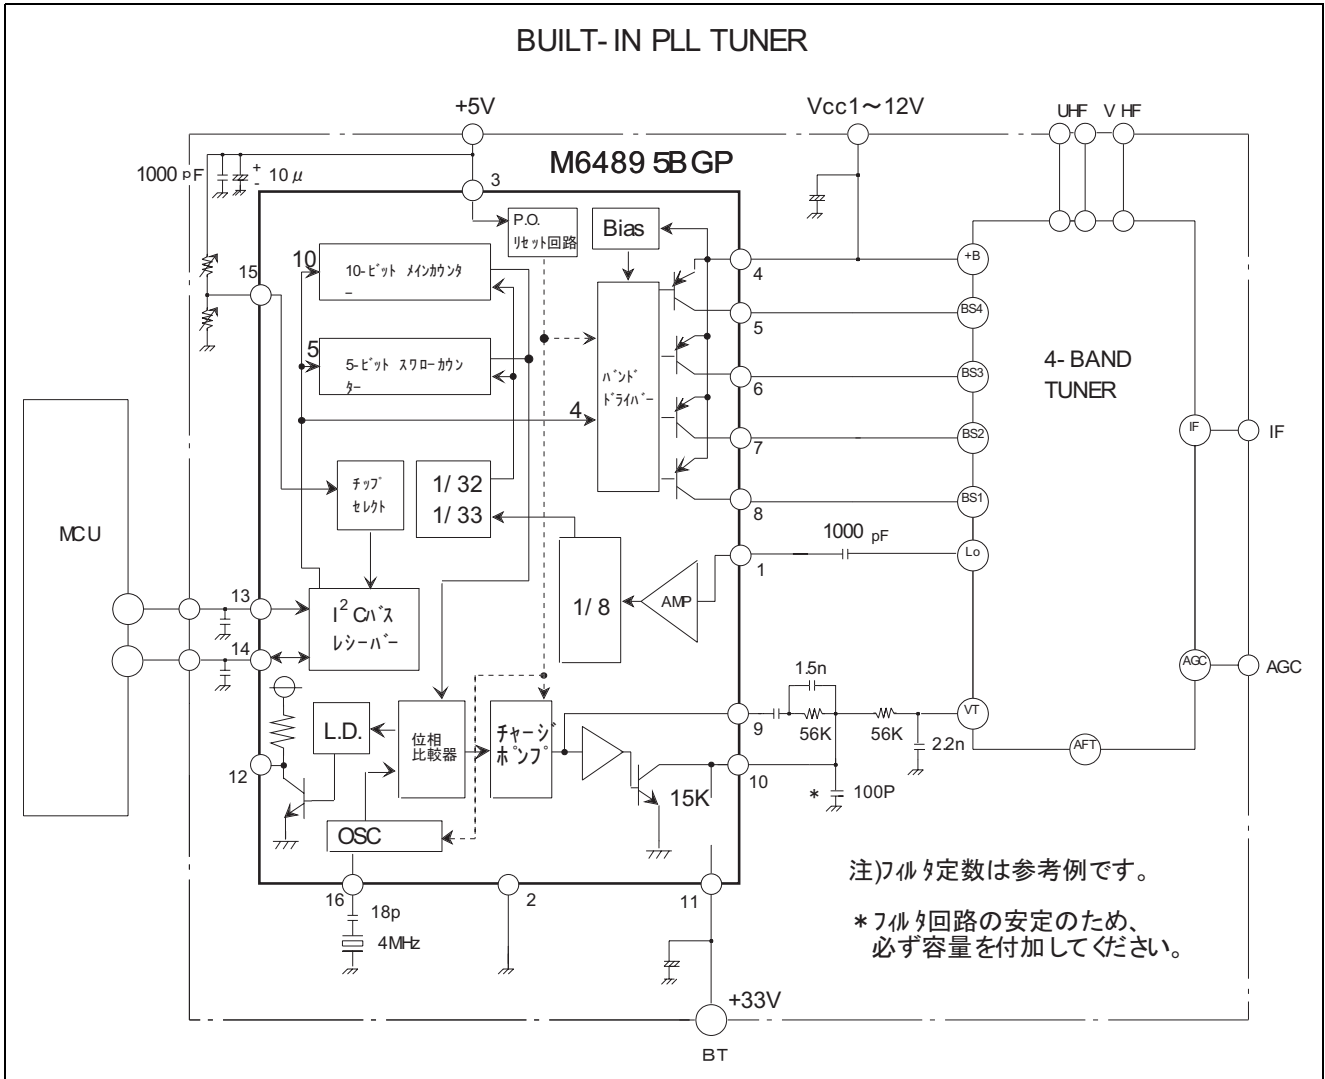 BUILT-IN PLL TUNER
+5V
Vcc1～12V
UHF VHF
M64895BGP
1000 pF
+
-
10μ
3
P.O.
リセット回路
Bias
15
10
10-ビット メインカウンタ
ー
4
+B
5
BS4
5
5-ビット スワローカウン
ター
バンド
ドライバー
4
6
BS3
4-BAND
TUNER
7
BS2
IF
IF
チップ
セレクト
1/32
1/33
8
BS1
MCU
1000 pF
1
Lo
13
I²Cバス
レシーバー
1/8
AMP
14
AGC
AGC
1.5n
9
56K
56K
VT
2.2n
AFT
L.D.
位相
比較器
チャージ
ポンプ
12
10
15K
* 100P
OSC
16
2
11
18p
4MHz
注)フィルタ定数は参考例です。
*フィルタ回路の安定のため、
必ず容量を付加してください。
+33V
BT